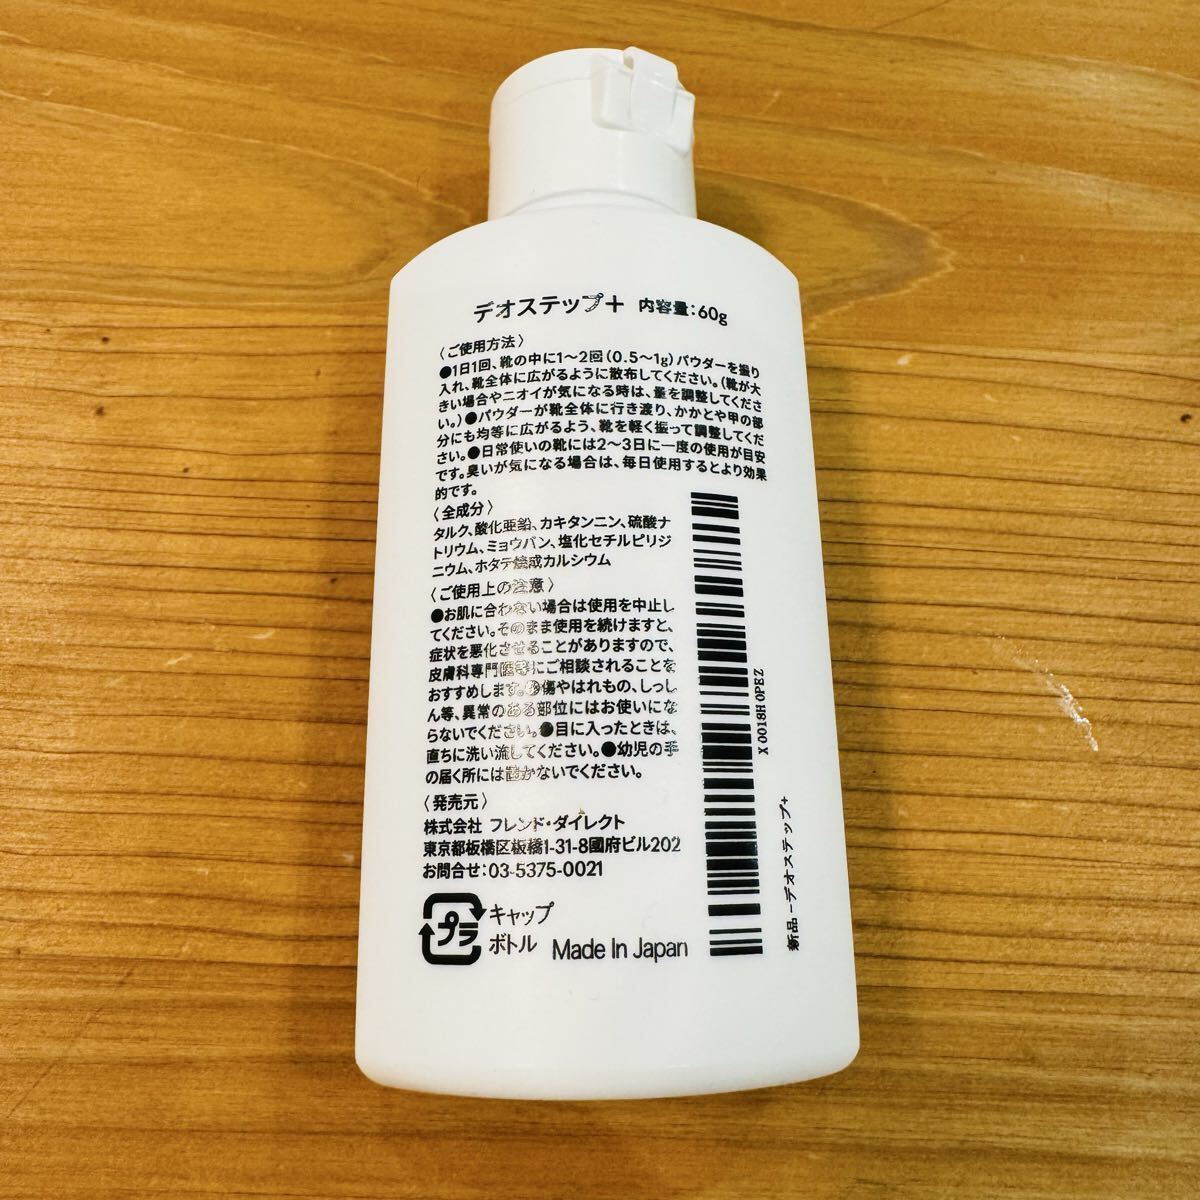 デオステップ＋ 内容量：60g
〈ご使用方法〉
●1日1回、靴の中に1〜2回（0.5〜1g）パウダーを振り
入れ、靴全体に広がるように散布してください。（靴が大
きい場合やニオイが気になる時は、量を調整してくださ
い。）●パウダーが靴全体に行き渡り、かかとや甲の部
分にも均等に広がるよう、靴を軽く振って調整してくだ
さい。●日常使いの靴には2〜3日に一度の使用が目安
です。臭いが気になる場合は、毎日使用するとより効果
的です。
〈全成分〉
タルク、酸化亜鉛、カキタンニン、硫酸ナ
トリウム、ミョウバン、塩化セチルピリジ
ニウム、ホタテ焼成カルシウム
〈ご使用上の注意〉
●お肌に合わない場合は使用を中止し
てください。そのまま使用を続けますと、
症状を悪化させることがありますので、
皮膚科専門医等にご相談されることを
おすすめします。●傷やはれもの、しっし
ん等、異常のある部位にはお使いにな
らないでください。●目に入ったときは、
直ちに洗い流してください。●幼児の手
の届く所には置かないでください。
〈発売元〉
株式会社 フレンド・ダイレクト
東京都板橋区板橋1-31-8國府ビル202
お問合せ：03-5375-0021
プラ
キャップ
ボトル
Made In Japan
X0018H0PEZ
新品-デオステップ+